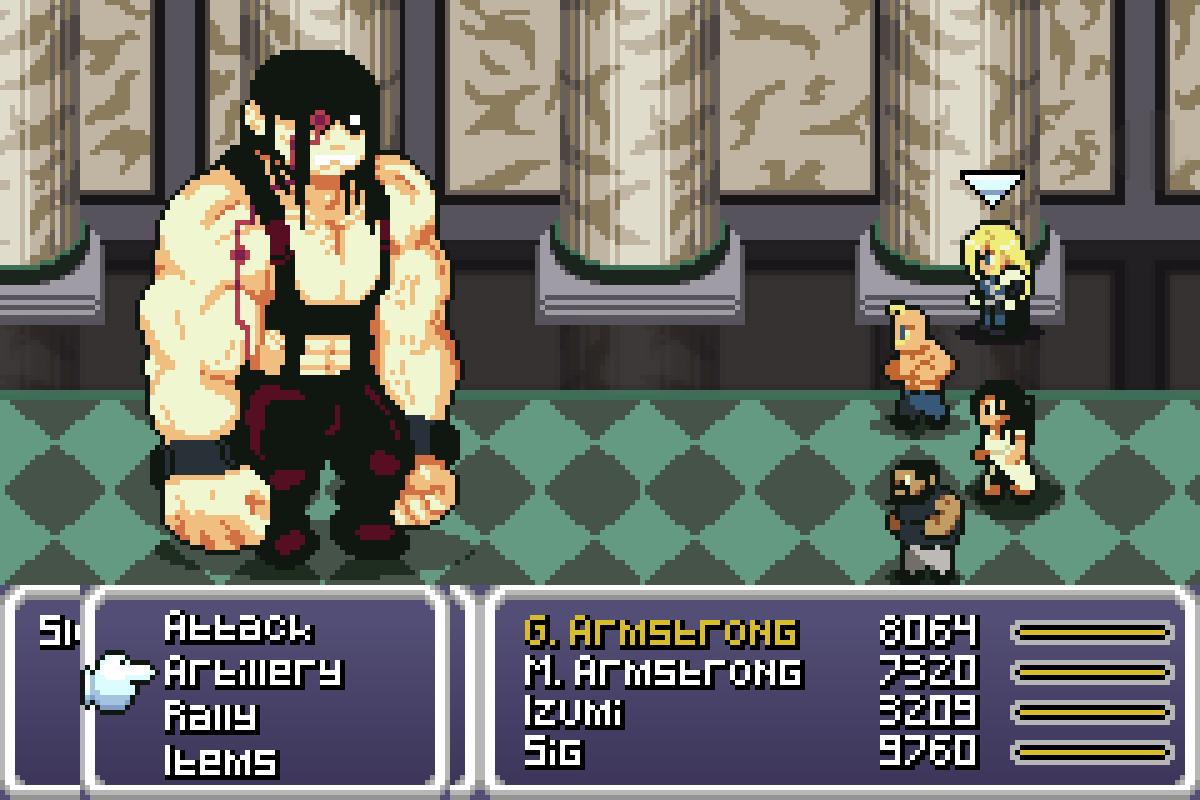 Attack
Artillery
Rally
Items
G. Armstrong 8064
M. Armstrong 7320
Izumi 3209
Sig 9760